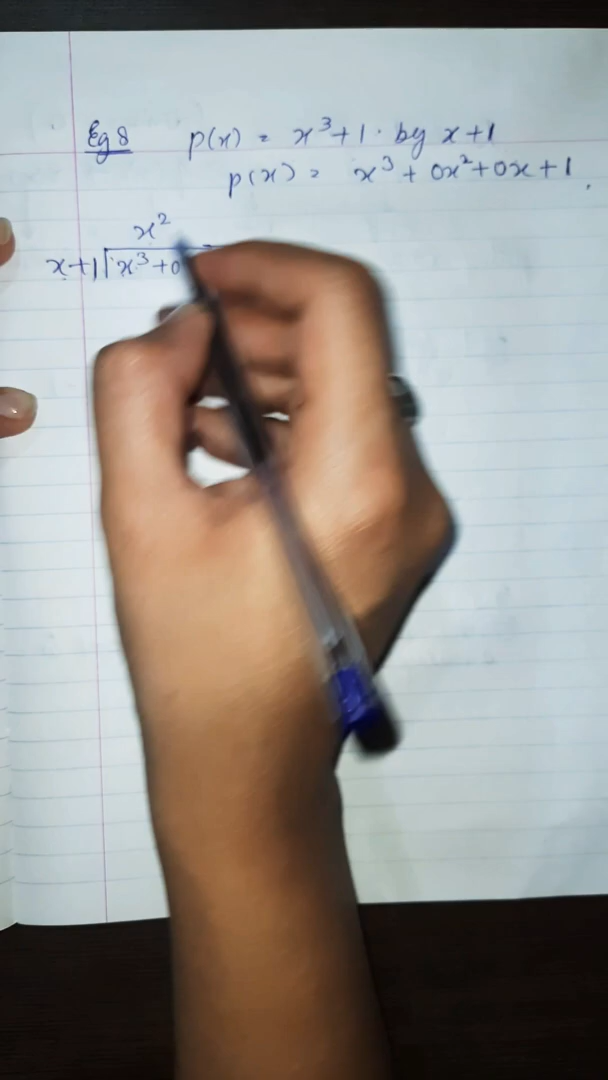 Eg 8 p(x) = x³+1. by x+1
p(x) = x³ + 0x² + 0x + 1.
x²
x+1 | x³+0